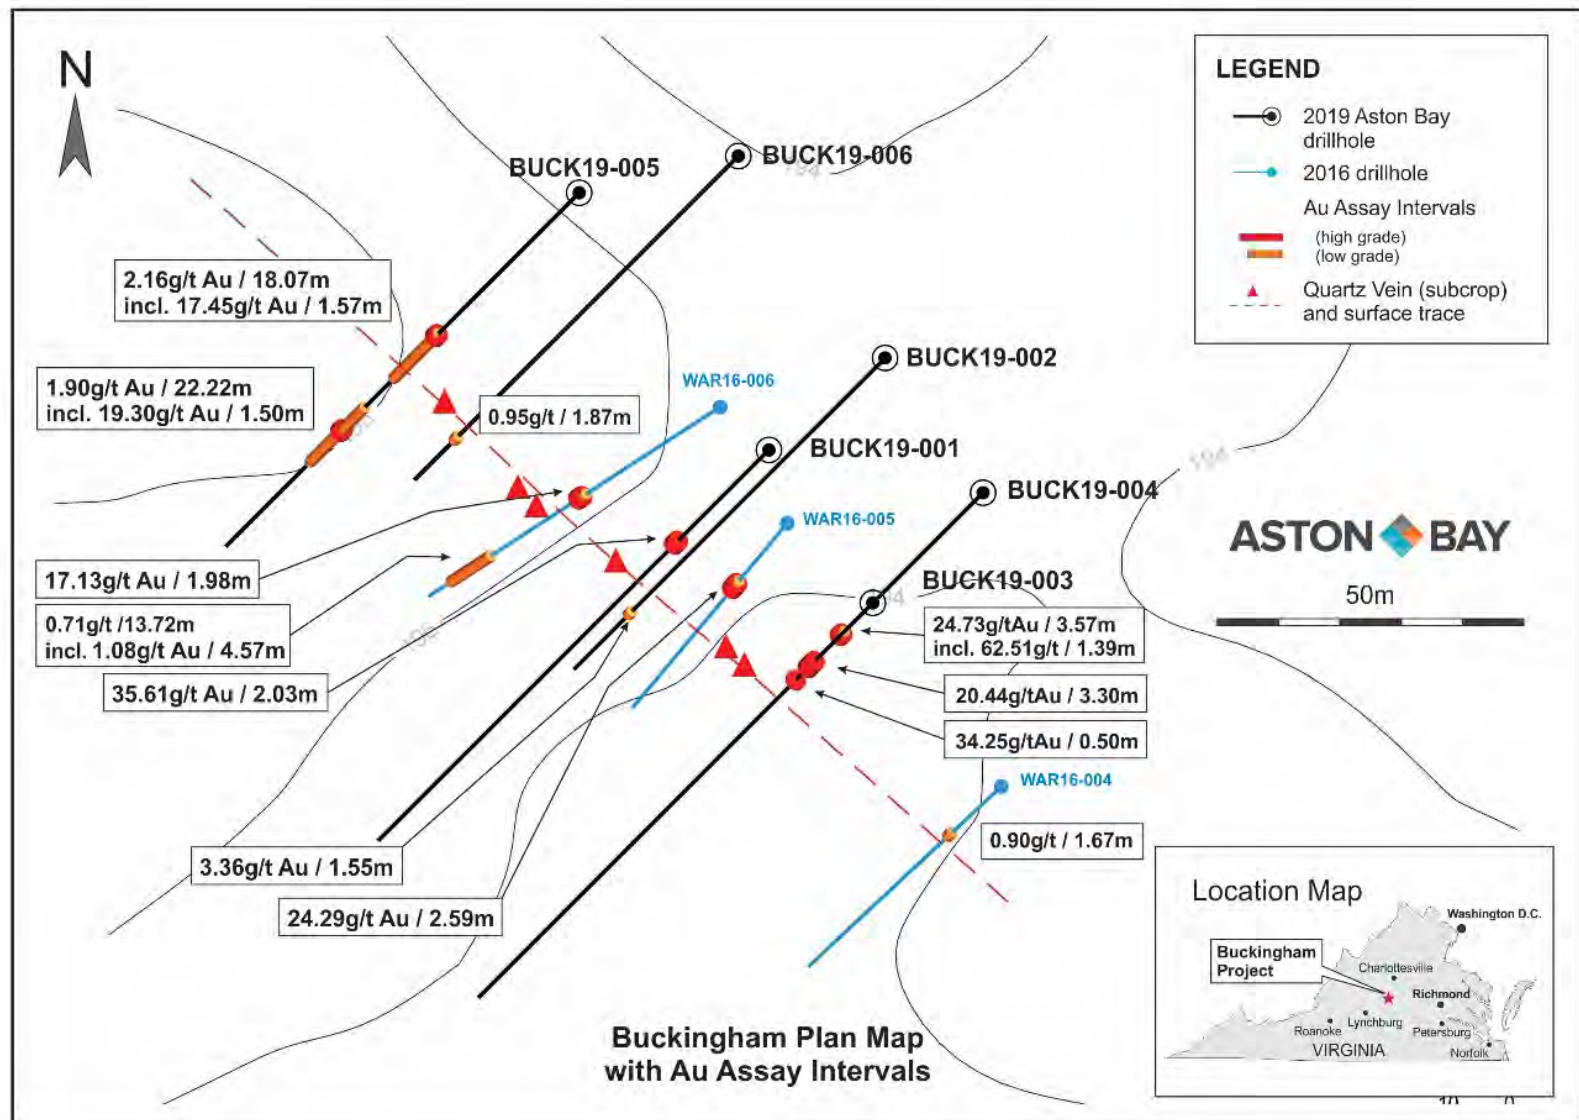 N
BUCK19-005
BUCK19-006
194
LEGEND
2019 Aston Bay
drillhole
2016 drillhole
Au Assay Intervals
(high grade)
(low grade)
Quartz Vein (subcrop)
and surface trace
2.16g/t Au / 18.07m
incl. 17.45g/t Au / 1.57m
1.90g/t Au / 22.22m
incl. 19.30g/t Au / 1.50m
0.95g/t / 1.87m
WAR16-006
BUCK19-002
BUCK19-001
194
BUCK19-004
WAR16-005
ASTON BAY
50m
17.13g/t Au / 1.98m
0.71g/t /13.72m
incl. 1.08g/t Au / 4.57m
35.61g/t Au / 2.03m
BUCK19-003
24.73g/tAu / 3.57m
incl. 62.51g/t / 1.39m
20.44g/tAu / 3.30m
34.25g/tAu / 0.50m
WAR16-004
0.90g/t / 1.67m
3.36g/t Au / 1.55m
24.29g/t Au / 2.59m
Buckingham Plan Map
with Au Assay Intervals
Location Map
Washington D.C.
Buckingham
Project
Charlottesville
Richmond
Lynchburg
Roanoke
Petersburg
VIRGINIA
Norfolk